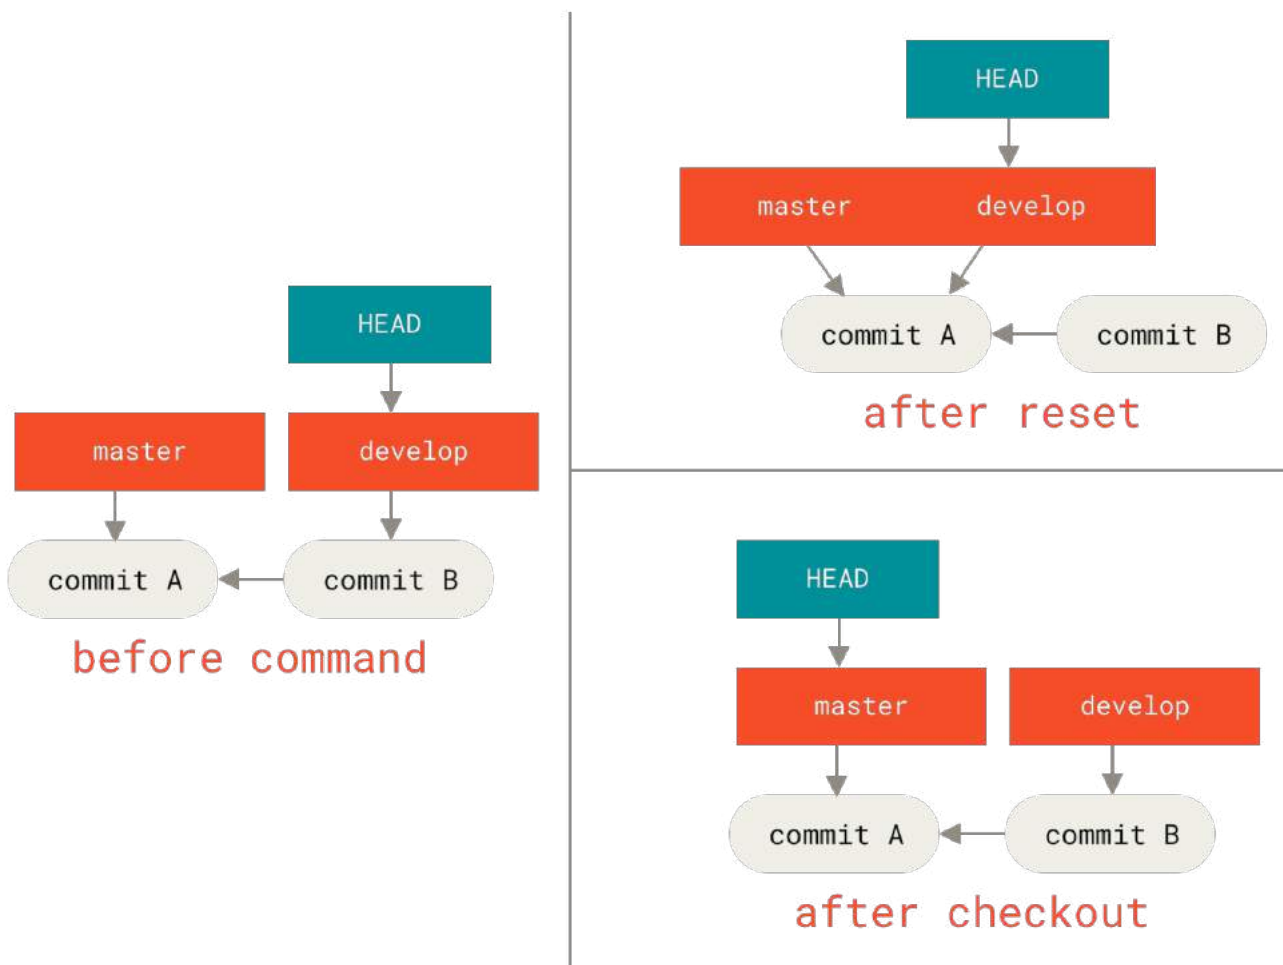 HEAD
master
develop
commit A
commit B
before command
HEAD
master
develop
commit A
commit B
after reset
HEAD
master
develop
commit A
commit B
after checkout